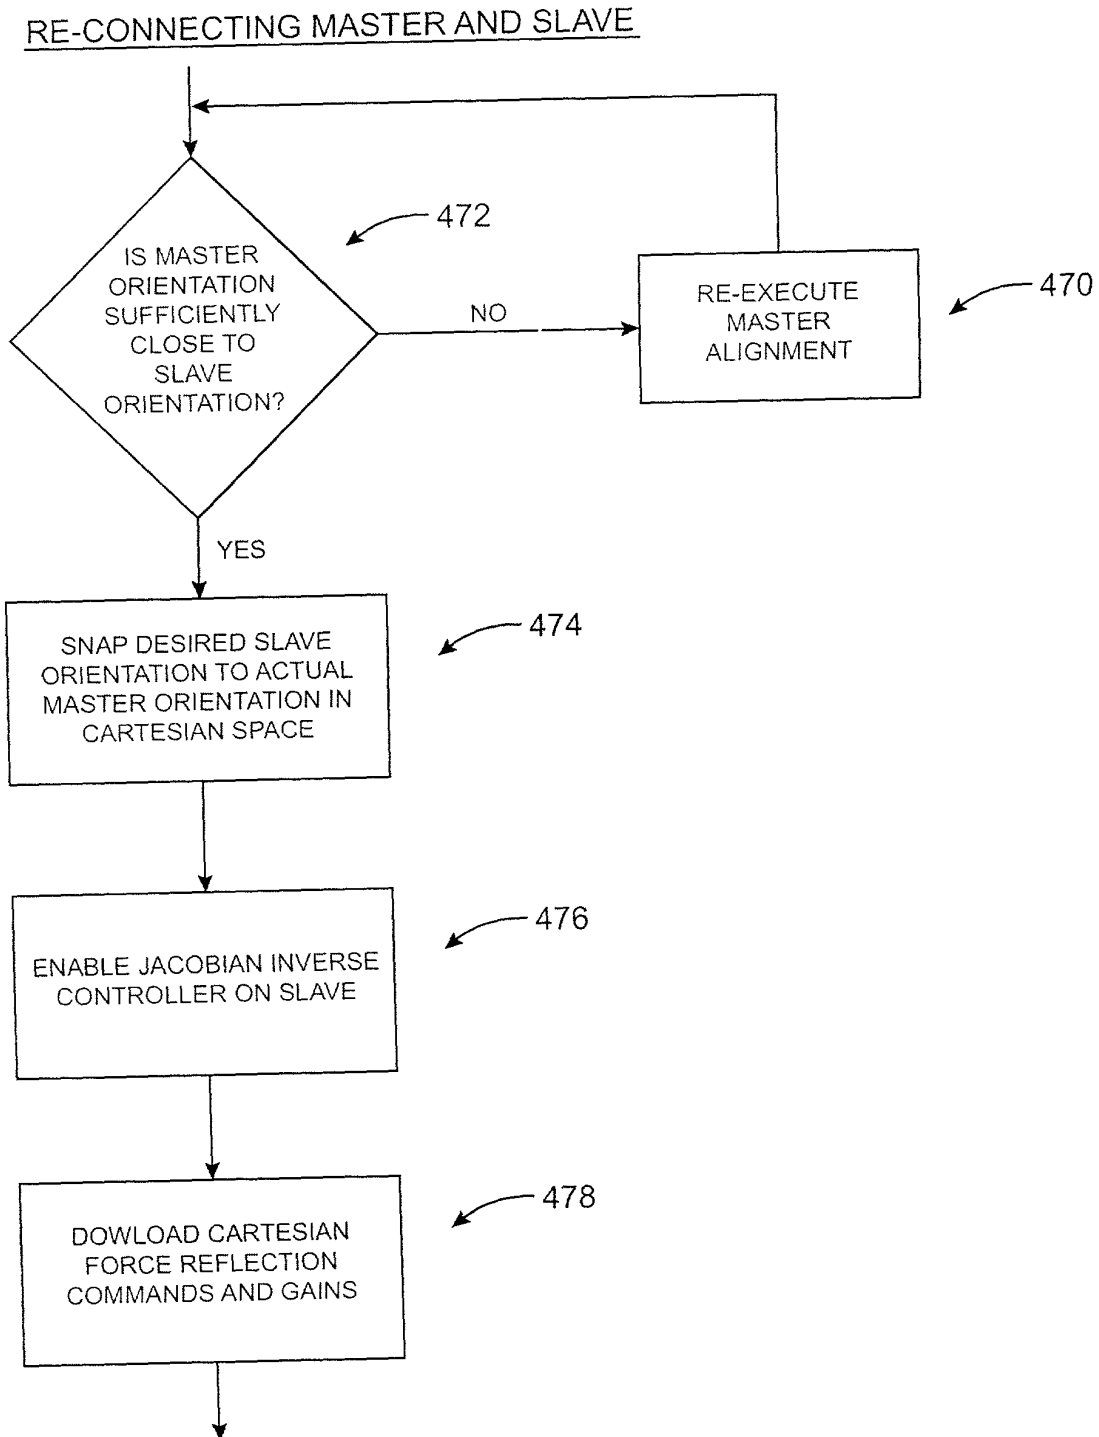 RE-CONNECTING MASTER AND SLAVE
472
IS MASTER
ORIENTATION
SUFFICIENTLY
CLOSE TO
SLAVE
ORIENTATION?
NO
RE-EXECUTE
MASTER
ALIGNMENT
470
YES
SNAP DESIRED SLAVE
ORIENTATION TO ACTUAL
MASTER ORIENTATION IN
CARTESIAN SPACE
474
ENABLE JACOBIAN INVERSE
CONTROLLER ON SLAVE
476
DOWLOAD CARTESIAN
FORCE REFLECTION
COMMANDS AND GAINS
478